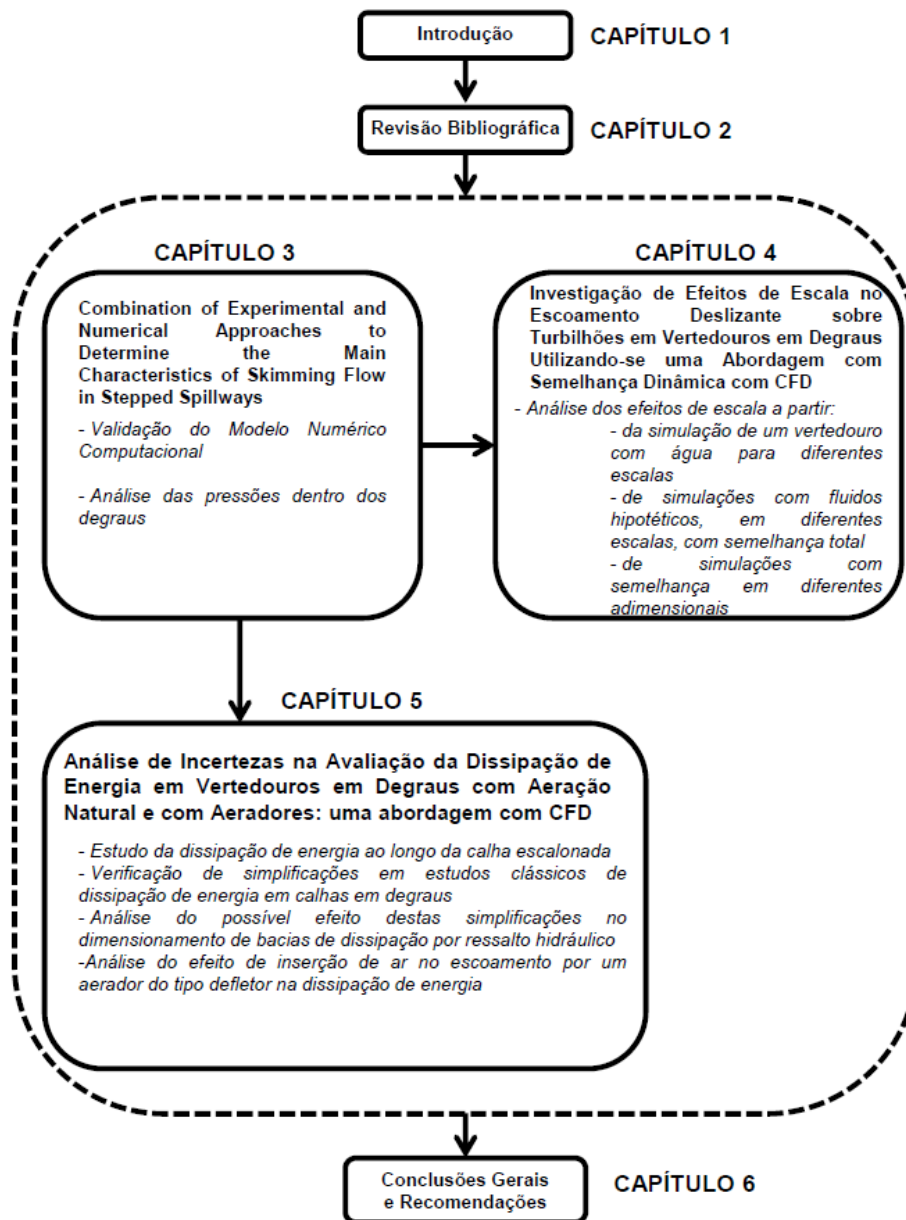 Introdução
CAPÍTULO 1
Revisão Bibliográfica
CAPÍTULO 2
CAPÍTULO 3
Combination of Experimental and
Numerical Approaches to
Determine the Main
Characteristics of Skimming Flow
in Stepped Spillways
- Validação do Modelo Numérico
Computacional
- Análise das pressões dentro dos
degraus
CAPÍTULO 4
Investigação de Efeitos de Escala no
Escoamento Deslizante sobre
Turbilhões em Vertedouros em Degraus
Utilizando-se uma Abordagem com
Semelhança Dinâmica com CFD
- Análise dos efeitos de escala a partir:
- da simulação de um vertedouro
com água para diferentes
escalas
- de simulações com fluidos
hipotéticos, em diferentes
escalas, com semelhança total
- de simulações com
semelhança em diferentes
adimensionais
CAPÍTULO 5
Análise de Incertezas na Avaliação da Dissipação de
Energia em Vertedouros em Degraus com Aeração
Natural e com Aeradores: uma abordagem com CFD
- Estudo da dissipação de energia ao longo da calha escalonada
- Verificação de simplificações em estudos clássicos de
dissipação de energia em calhas em degraus
- Análise do possível efeito destas simplificações no
dimensionamento de bacias de dissipação por ressalto hidráulico
-Análise do efeito de inserção de ar no escoamento por um
aerador do tipo defletor na dissipação de energia
Conclusões Gerais
e Recomendações
CAPÍTULO 6